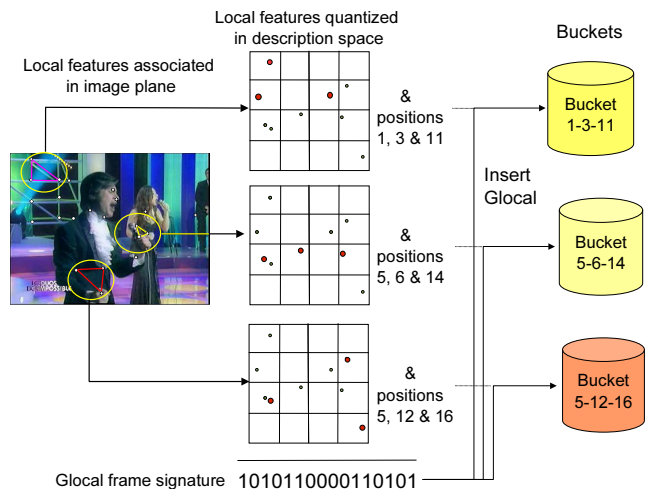 Local features quantized
in description space
Buckets
Local features associated
in image plane
&
positions
1, 3 & 11
Bucket
1-3-11
Insert
Glocal
&
positions
5, 6 & 14
Bucket
5-6-14
&
positions
5, 12 & 16
Bucket
5-12-16
Glocal frame signature
1010110000110101